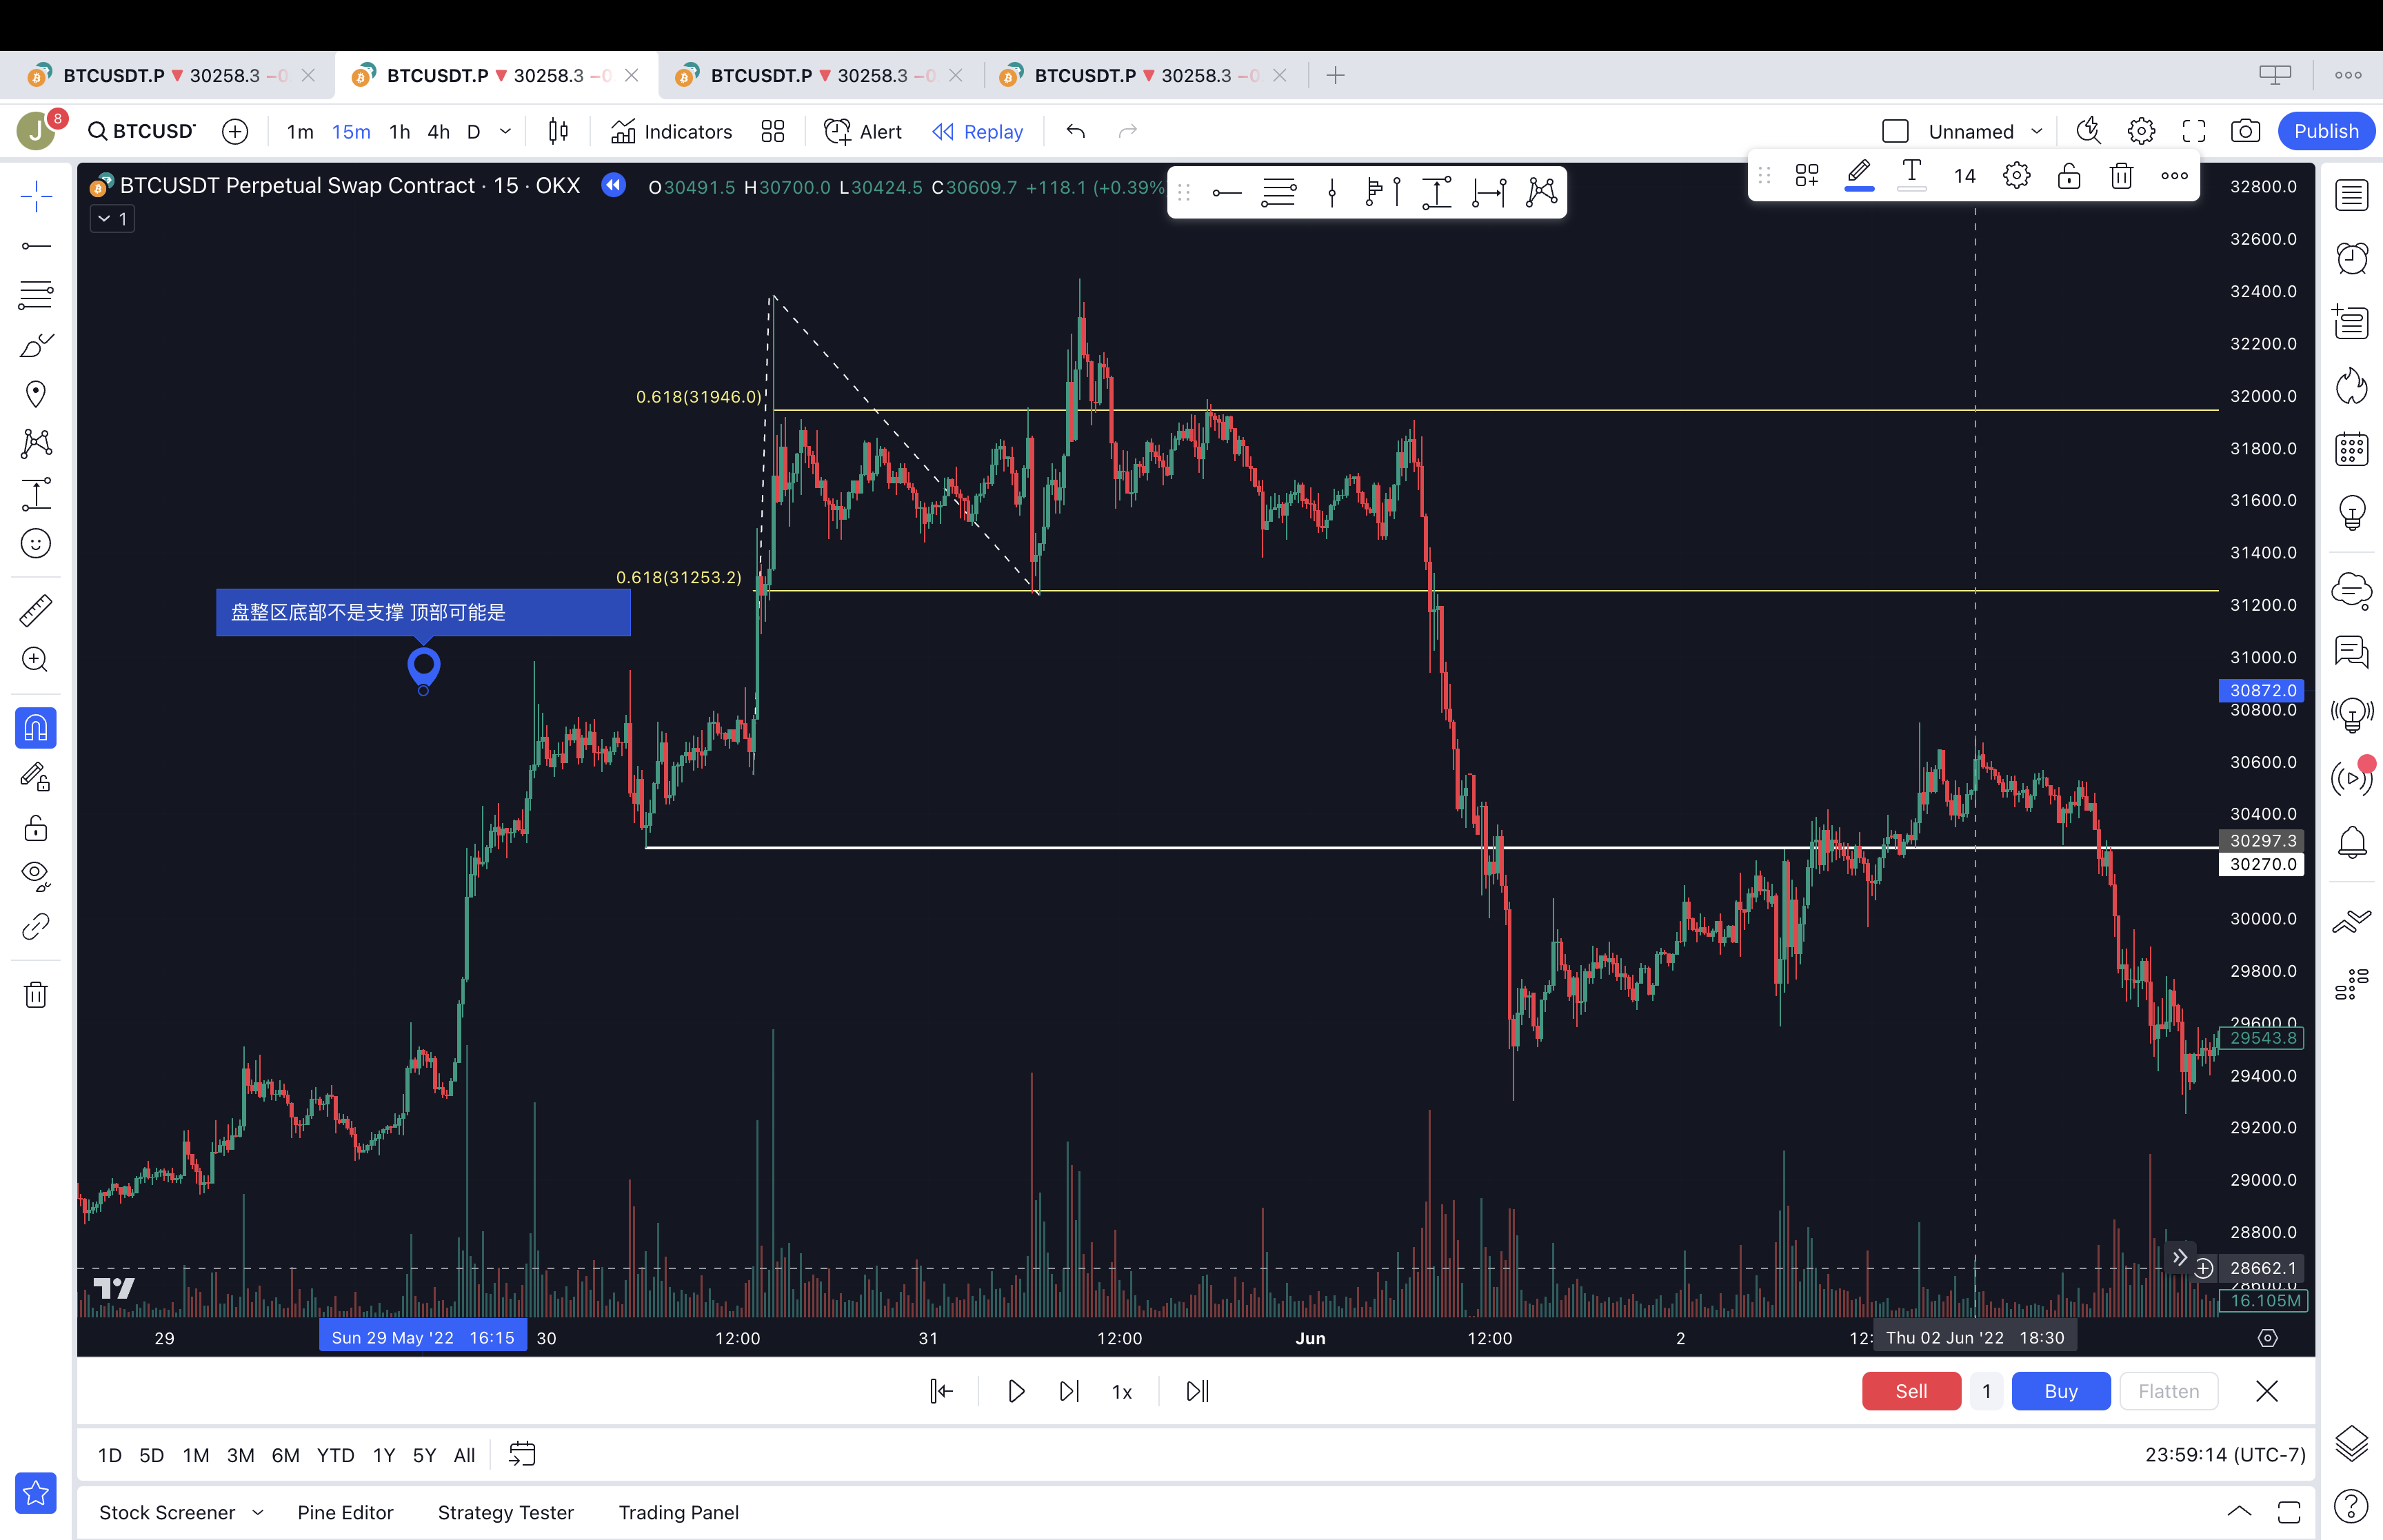 BTCUSDT.P ▼ 30258.3 −0
BTCUSDT.P ▼ 30258.3 −0
BTCUSDT.P ▼ 30258.3 −0
BTCUSDT.P ▼ 30258.3 −0
J 8 BTCUSD 1m 15m 1h 4h D Indicators Alert Replay Unnamed Publish
BTCUSDT Perpetual Swap Contract · 15 · OKX O30491.5 H30700.0 L30424.5 C30609.7 +118.1 (+0.39%
T 14
1
32800.0
32600.0
32400.0
32200.0
0.618(31946.0)
32000.0
31800.0
31600.0
31400.0
0.618(31253.2)
31200.0
盘整区底部不是支撑 顶部可能是
31000.0
30872.0
30800.0
30600.0
30400.0
30297.3
30270.0
30000.0
29800.0
29600.0
29543.8
29400.0
29200.0
29000.0
28800.0
28662.1
28600.0
16.105M
29 Sun 29 May '22 16:15 30 12:00 31 12:00 Jun 12:00 2 12: Thu 02 Jun '22 18:30
1x Sell 1 Buy Flatten
1D 5D 1M 3M 6M YTD 1Y 5Y All 23:59:14 (UTC-7)
Stock Screener Pine Editor Strategy Tester Trading Panel